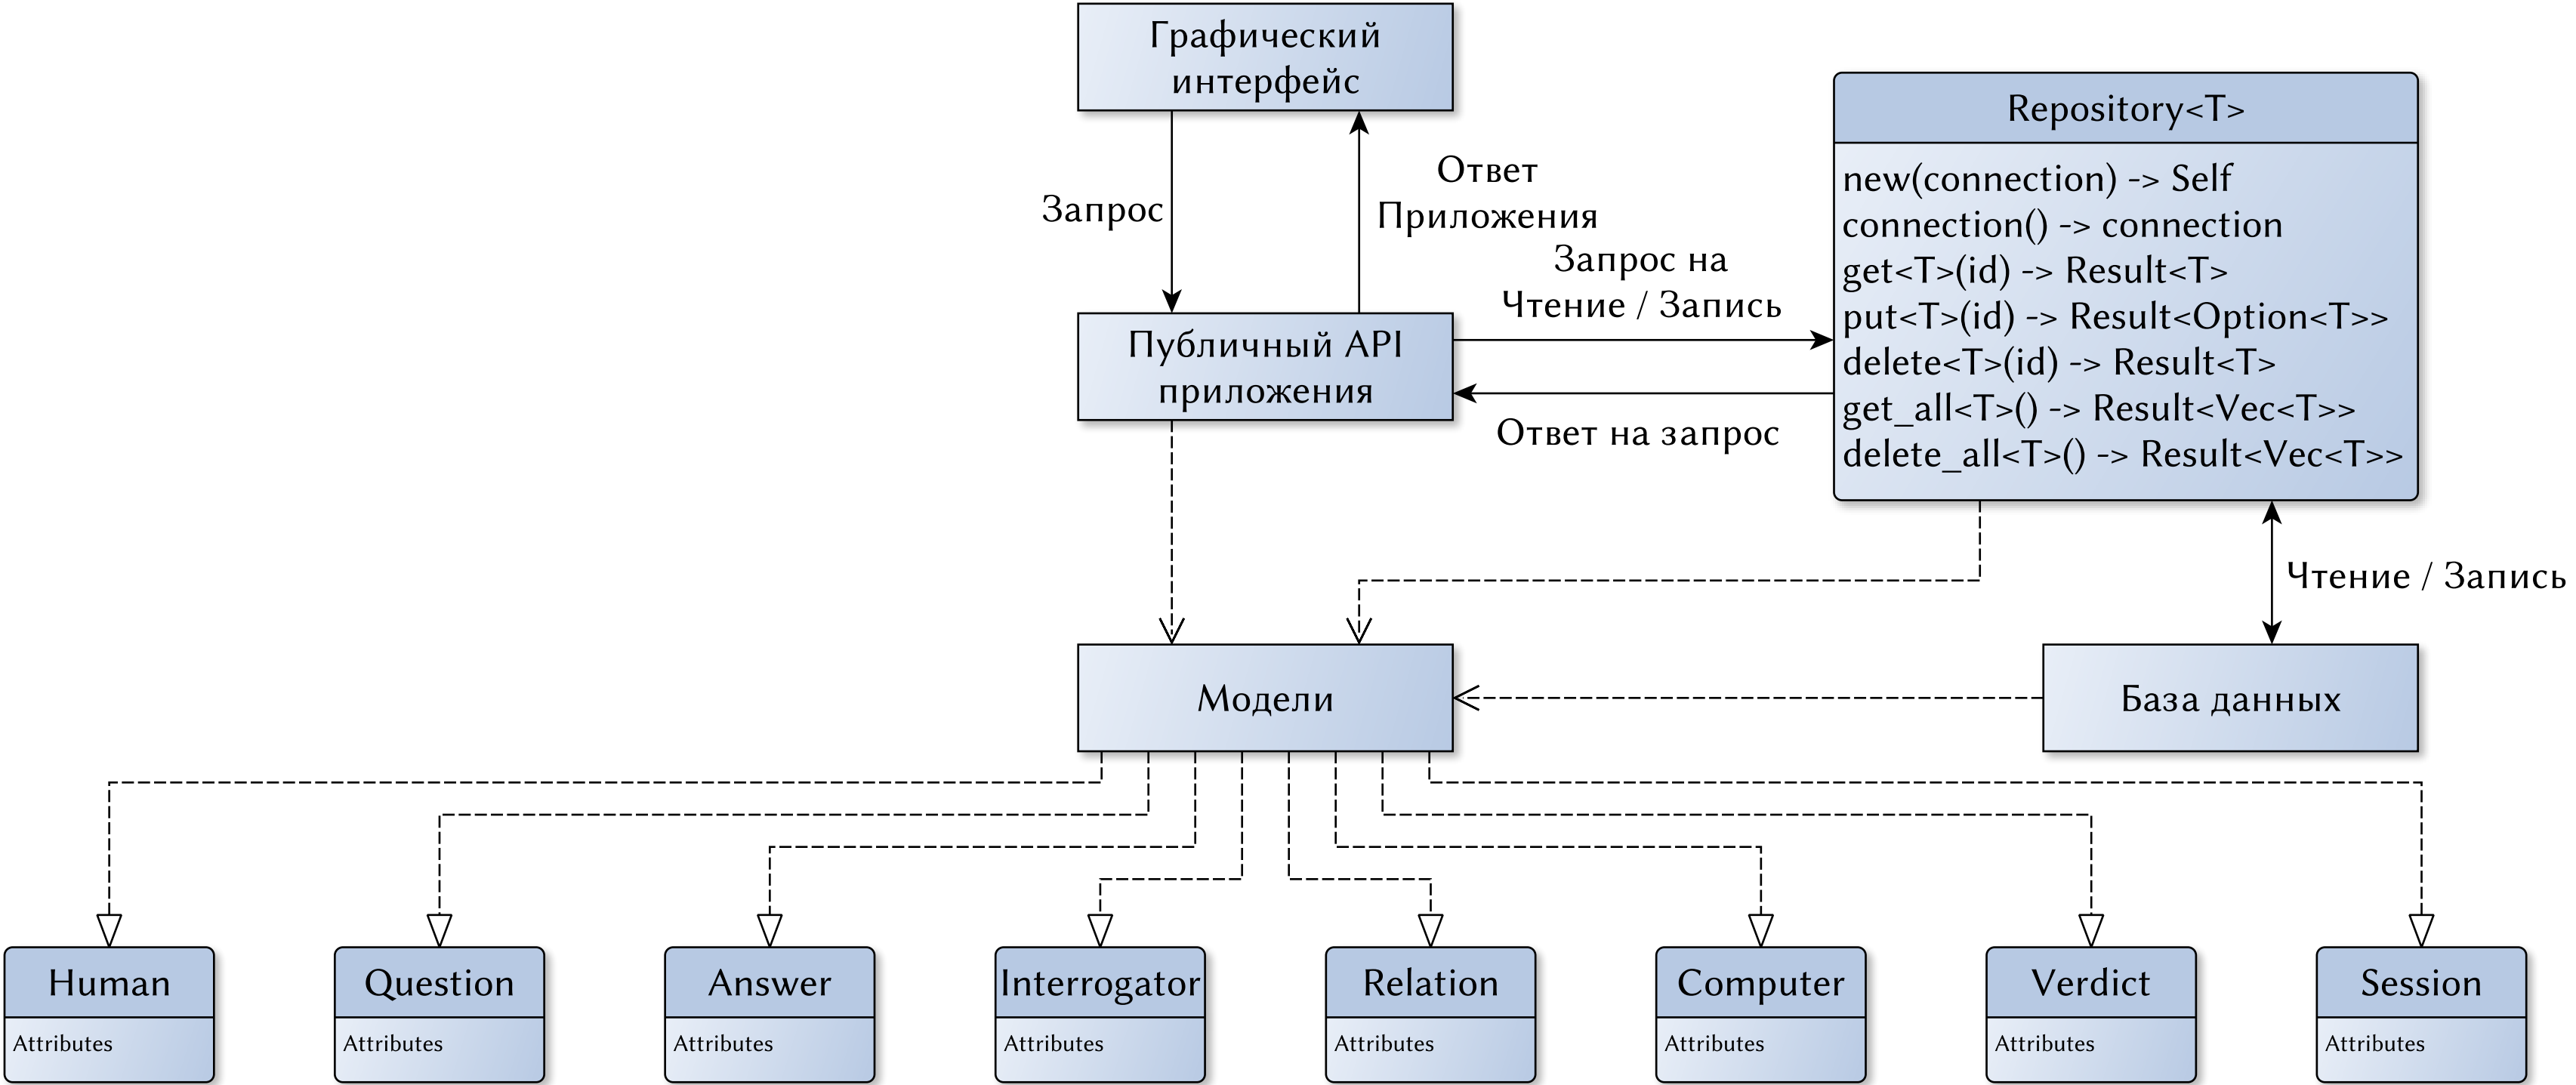 Графический
интерфейс
Запрос
Ответ
Приложения
Запрос на
Чтение / Запись
Публичный API
приложения
Ответ на запрос
Repository<T>
new(connection) -> Self
connection() -> connection
get<T>(id) -> Result<T>
put<T>(id) -> Result<Option<T>>
delete<T>(id) -> Result<T>
get_all<T>() -> Result<Vec<T>>
delete_all<T>() -> Result<Vec<T>>
Чтение / Запись
Модели
База данных
Human
Attributes
Question
Attributes
Answer
Attributes
Interrogator
Attributes
Relation
Attributes
Computer
Attributes
Verdict
Attributes
Session
Attributes